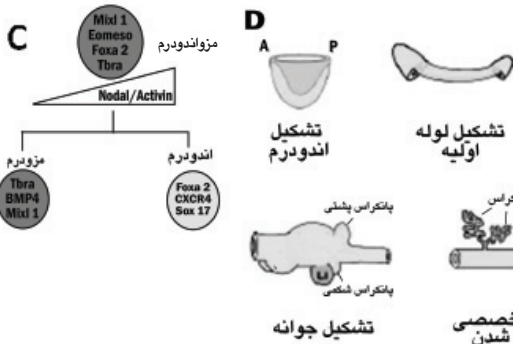 C
Mixl 1
Eomeso
Foxa 2
Tbra
مزواندودرم
Nodal/Activin
مزودرم
Tbra
BMP4
Mixl 1
اندودرم
Foxa 2
CXCR4
Sox 17
D
A
P
تشکیل
اندودرم
تشکیل لوله
اولیه
پانکراس پشتی
پانکراس شکمی
تشکیل جوانه
شدن